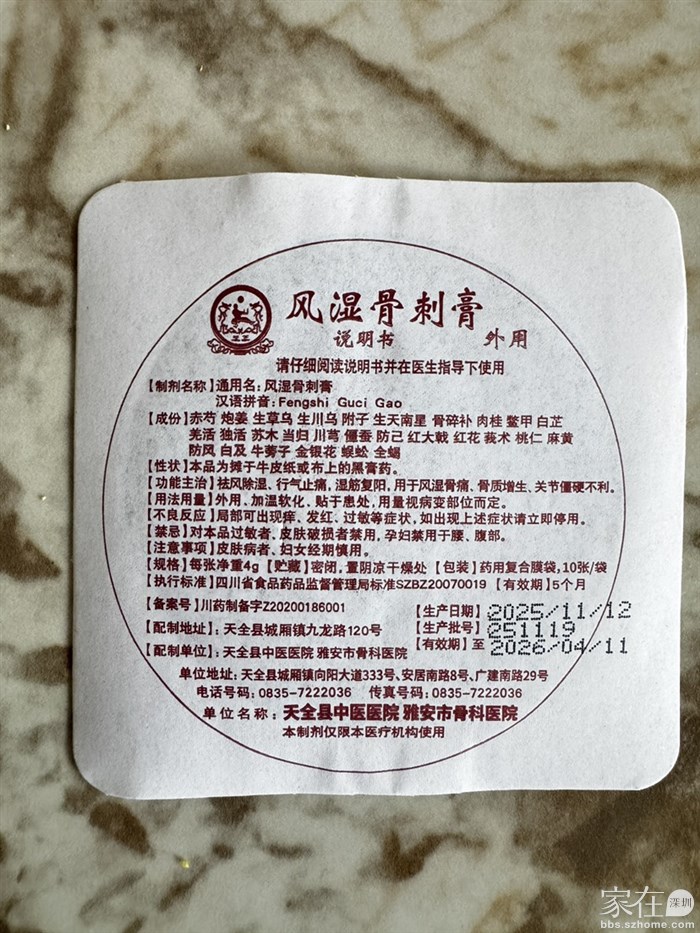 风湿骨刺膏
说明书 外用
请仔细阅读说明书并在医生指导下使用
【制剂名称】通用名：风湿骨刺膏
汉语拼音：Fengshi Guci Gao
【成份】赤芍 炮姜 生草乌 生川乌 附子 生天南星 骨碎补 肉桂 鳖甲 白芷
羌活 独活 苏木 当归 川芎 僵蚕 防己 红大戟 红花 莪术 桃仁 麻黄
防风 白及 牛蒡子 金银花 蜈蚣 全蝎
【性状】本品为摊于牛皮纸或布上的黑膏药。
【功能主治】祛风除湿、行气止痛，湿筋复阳，用于风湿骨痛、骨质增生、关节僵硬不利。
【用法用量】外用、加温软化、贴于患处，用量视病变部位而定。
【不良反应】局部可出现痒、发红、过敏等症状，如出现上述症状请立即停用。
【禁忌】对本品过敏者、皮肤破损者禁用，孕妇禁用于腰、腹部。
【注意事项】皮肤病者、妇女经期慎用。
【规格】每张净重4g 【贮藏】密闭，置阴凉干燥处 【包装】药用复合膜袋，10张/袋
【执行标准】四川省食品药品监督管理局标准SZBZ20070019 【有效期】5个月
【备案号】川药制备字Z20200186001
【生产日期】2025/11/12
【配制地址】：天全县城厢镇九龙路120号
【生产批号】251119
【配制单位】：天全县中医医院 雅安市骨科医院
【有效期】至 2026/04/11
单位地址：天全县城厢镇向阳大道333号、安居南路8号、广建南路29号
电话号码：0835-7222036 传真号码：0835-7222036
单位名称：天全县中医医院 雅安市骨科医院
本制剂仅限本医疗机构使用
家在 深圳
bbs.szhome.com